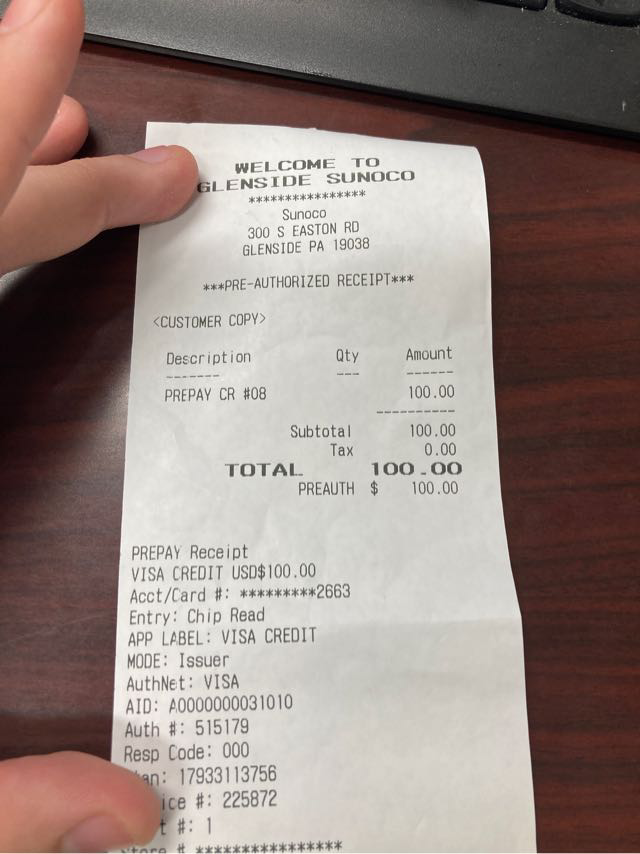 WELCOME TO
GLENSIDE SUNOCO
****************
Sunoco
300 S EASTON RD
GLENSIDE PA 19038
***PRE-AUTHORIZED RECEIPT***
<CUSTOMER COPY>
Description Qty Amount
------- --- ------
PREPAY CR #08 100.00
----------
Subtotal 100.00
Tax 0.00
TOTAL 100.00
PREAUTH $ 100.00
PREPAY Receipt
VISA CREDIT USD$100.00
Acct/Card #: *********2663
Entry: Chip Read
APP LABEL: VISA CREDIT
MODE: Issuer
AuthNet: VISA
AID: A0000000031010
Auth #: 515179
Resp Code: 000
17933113756
#: 225872
#: 1
Store # *****************